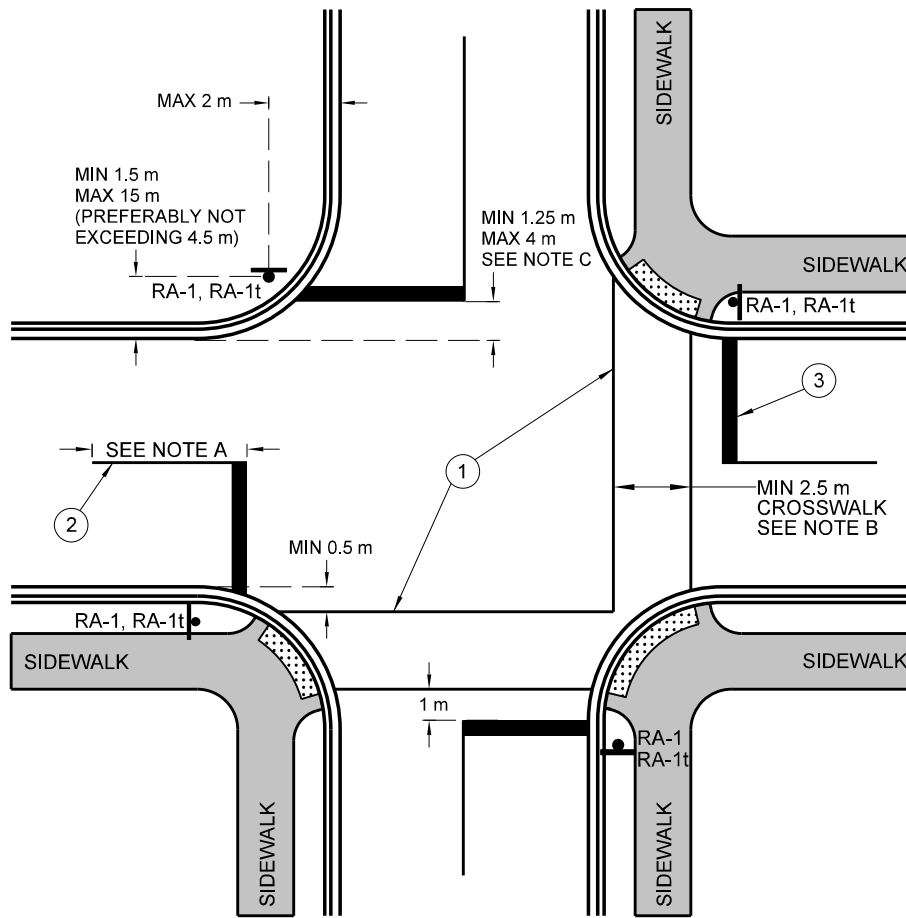 SIDEWALK
MAX 2 m
MIN 1.5 m
MAX 15 m
(PREFERABLY NOT
EXCEEDING 4.5 m)
MIN 1.25 m
MAX 4 m
SEE NOTE C
SIDEWALK
RA-1, RA-1t
RA-1, RA-1t
3
SEE NOTE A
1
MIN 2.5 m
CROSSWALK
SEE NOTE B
2
MIN 0.5 m
RA-1, RA-1t
SIDEWALK
SIDEWALK
1 m
RA-1
RA-1t
SIDEWALK
SIDEWALK